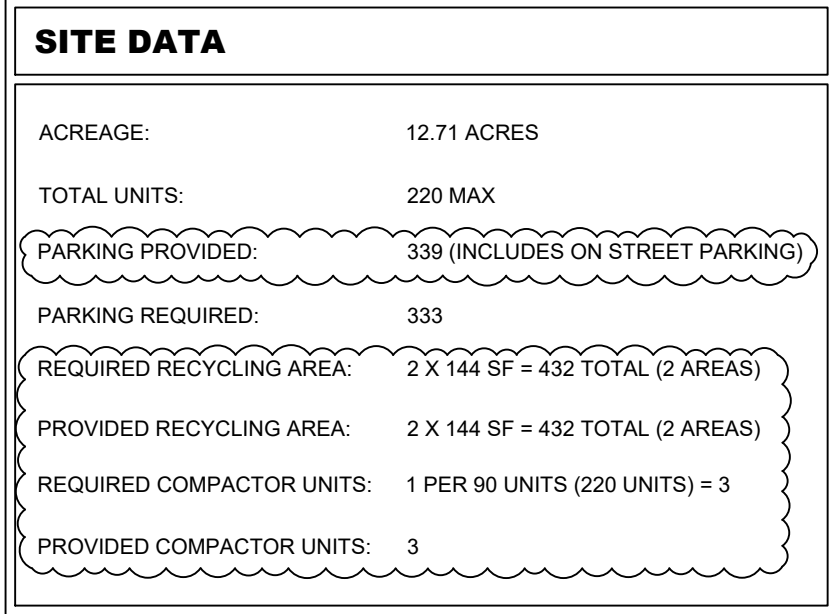 SITE DATA
ACREAGE: 12.71 ACRES
TOTAL UNITS: 220 MAX
PARKING PROVIDED: 339 (INCLUDES ON STREET PARKING)
PARKING REQUIRED: 333
REQUIRED RECYCLING AREA: 2 X 144 SF = 432 TOTAL (2 AREAS)
PROVIDED RECYCLING AREA: 2 X 144 SF = 432 TOTAL (2 AREAS)
REQUIRED COMPACTOR UNITS: 1 PER 90 UNITS (220 UNITS) = 3
PROVIDED COMPACTOR UNITS: 3